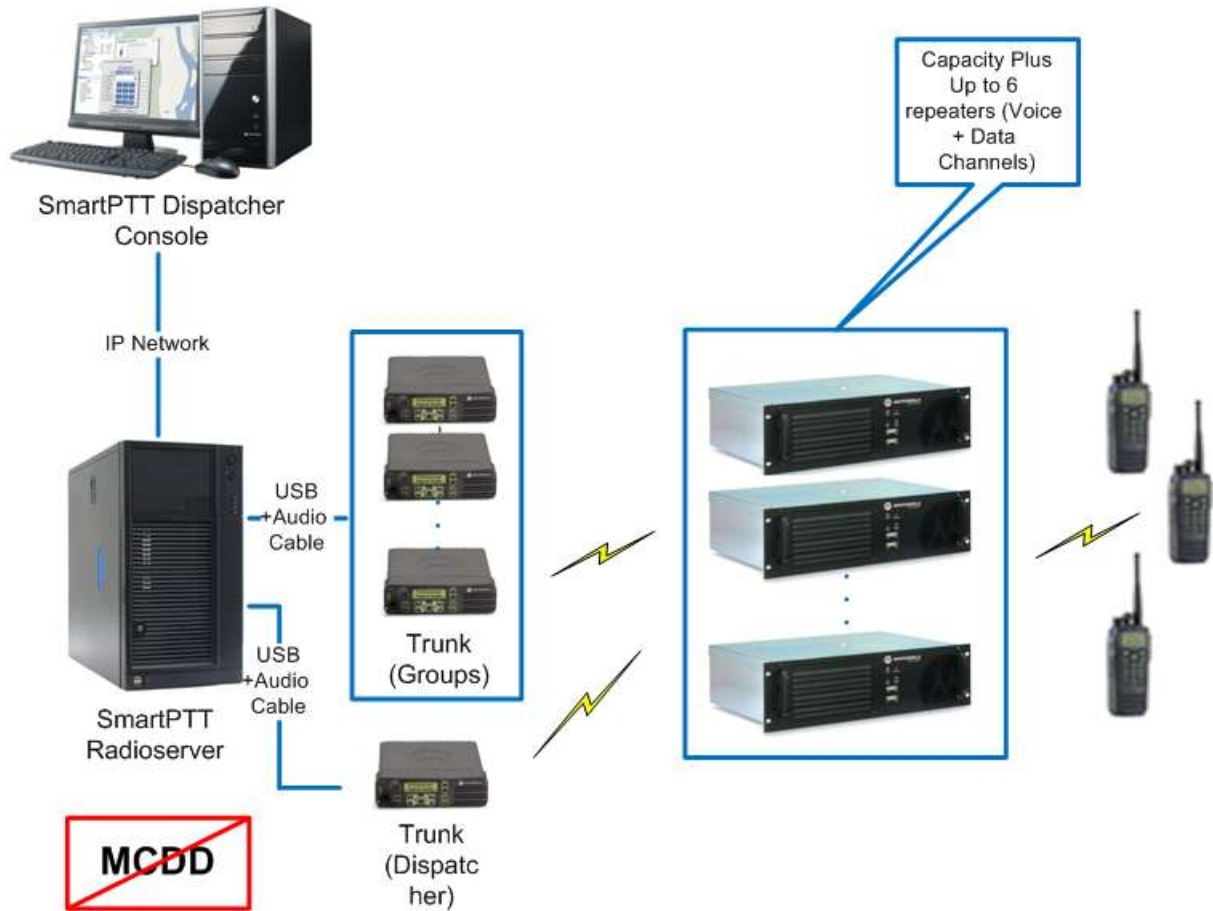 Capacity Plus
Up to 6
repeaters (Voice
+ Data
Channels)
SmartPTT Dispatcher
Console
IP Network
USB
+Audio
Cable
Trunk
(Groups)
USB
+Audio
Cable
SmartPTT
Radioserver
Trunk
(Dispatc
her)
MCDD